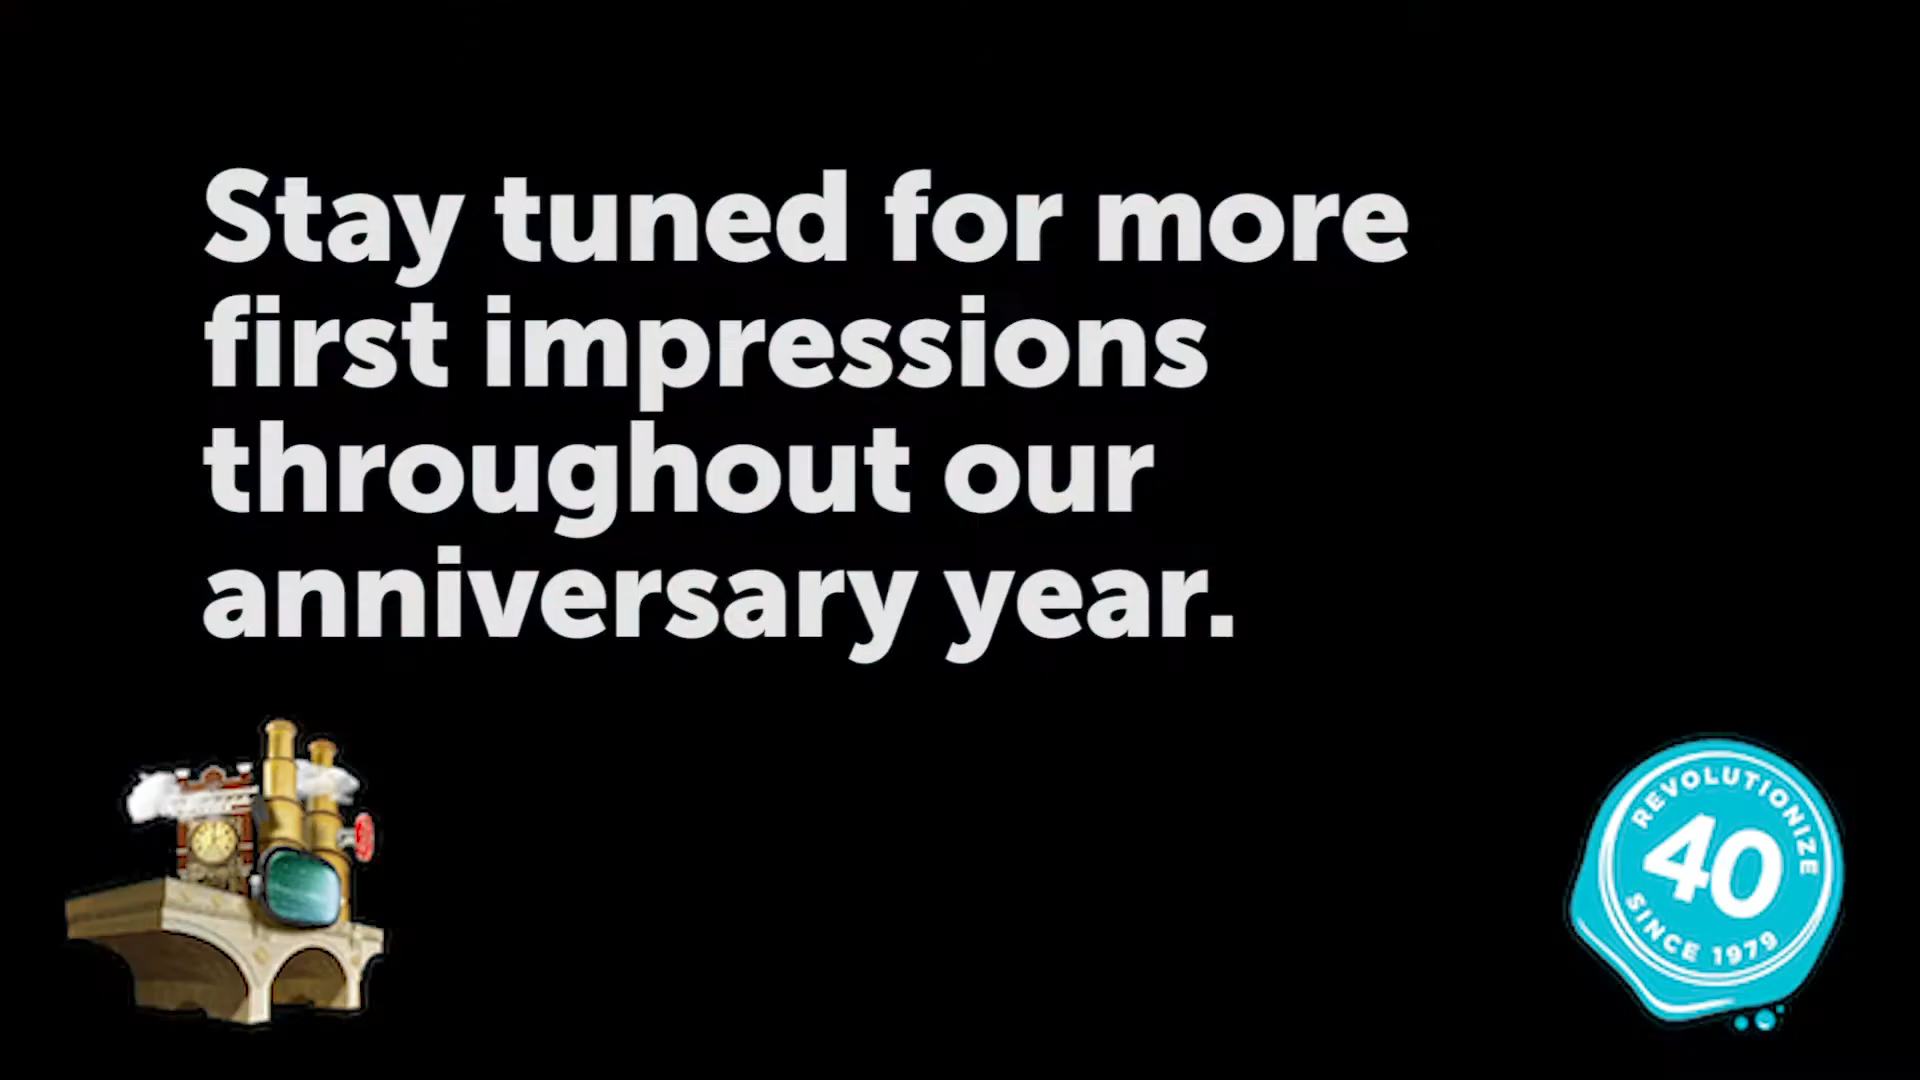 Stay tuned for more
first impressions
throughout our
anniversary year.
REVOLUTIONIZE
40
SINCE 1979